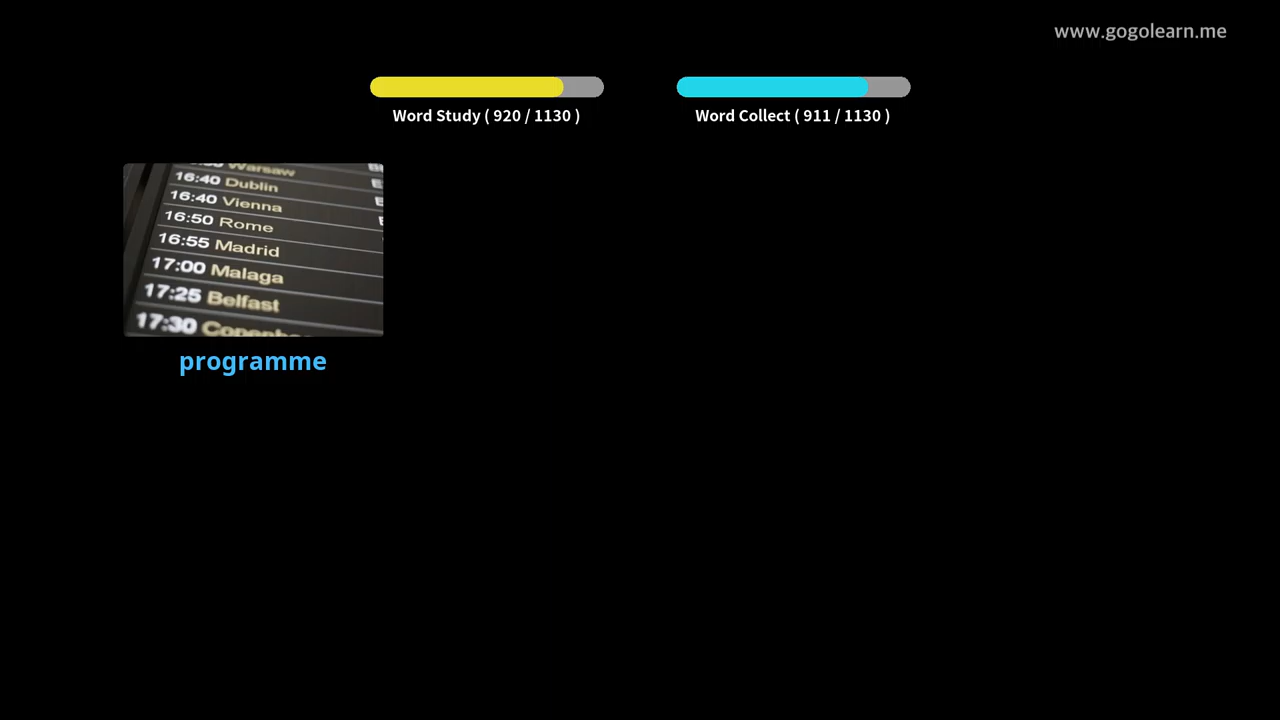 www.gogolearn.me
Word Study ( 920 / 1130 )
Word Collect ( 911 / 1130 )
Warsaw
16:40 Dublin
16:40 Vienna
16:50 Rome
16:55 Madrid
17:00 Malaga
17:25 Belfast
17:30
programme